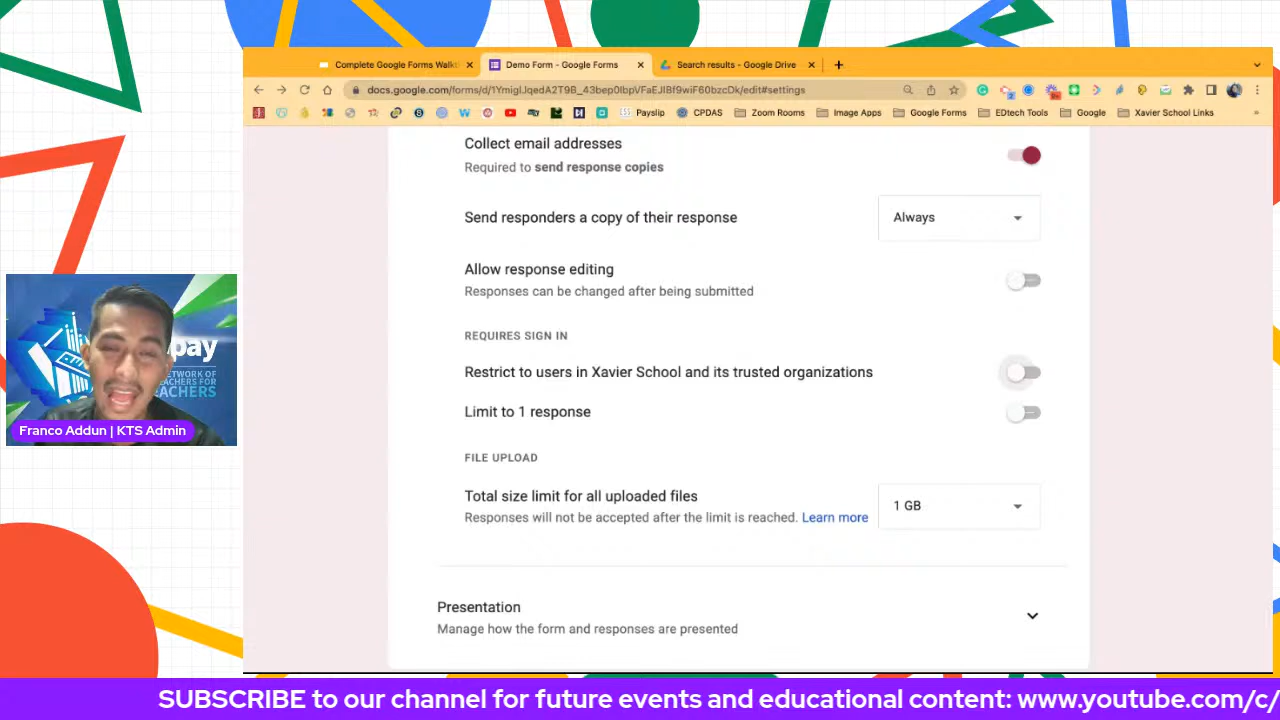 Complete Google Forms Walkt
Demo Form - Google Forms
Search results - Google Drive
docs.google.com/forms/d/1YmiglJqedA2T9B_43bep0lbpVFaEJIBf9wiF60bzcDk/edit#settings
Payslip
CPDAS
Zoom Rooms
Image Apps
Google Forms
EDtech Tools
Google
Xavier School Links
Collect email addresses
Required to send response copies
Send responders a copy of their response
Always
Allow response editing
Responses can be changed after being submitted
REQUIRES SIGN IN
Restrict to users in Xavier School and its trusted organizations
Limit to 1 response
FILE UPLOAD
Total size limit for all uploaded files
Responses will not be accepted after the limit is reached. Learn more
1 GB
Presentation
Manage how the form and responses are presented
pay
NETWORK OF
TEACHERS FOR
TEACHERS
Franco Addun | KTS Admin
SUBSCRIBE to our channel for future events and educational content: www.youtube.com/c/